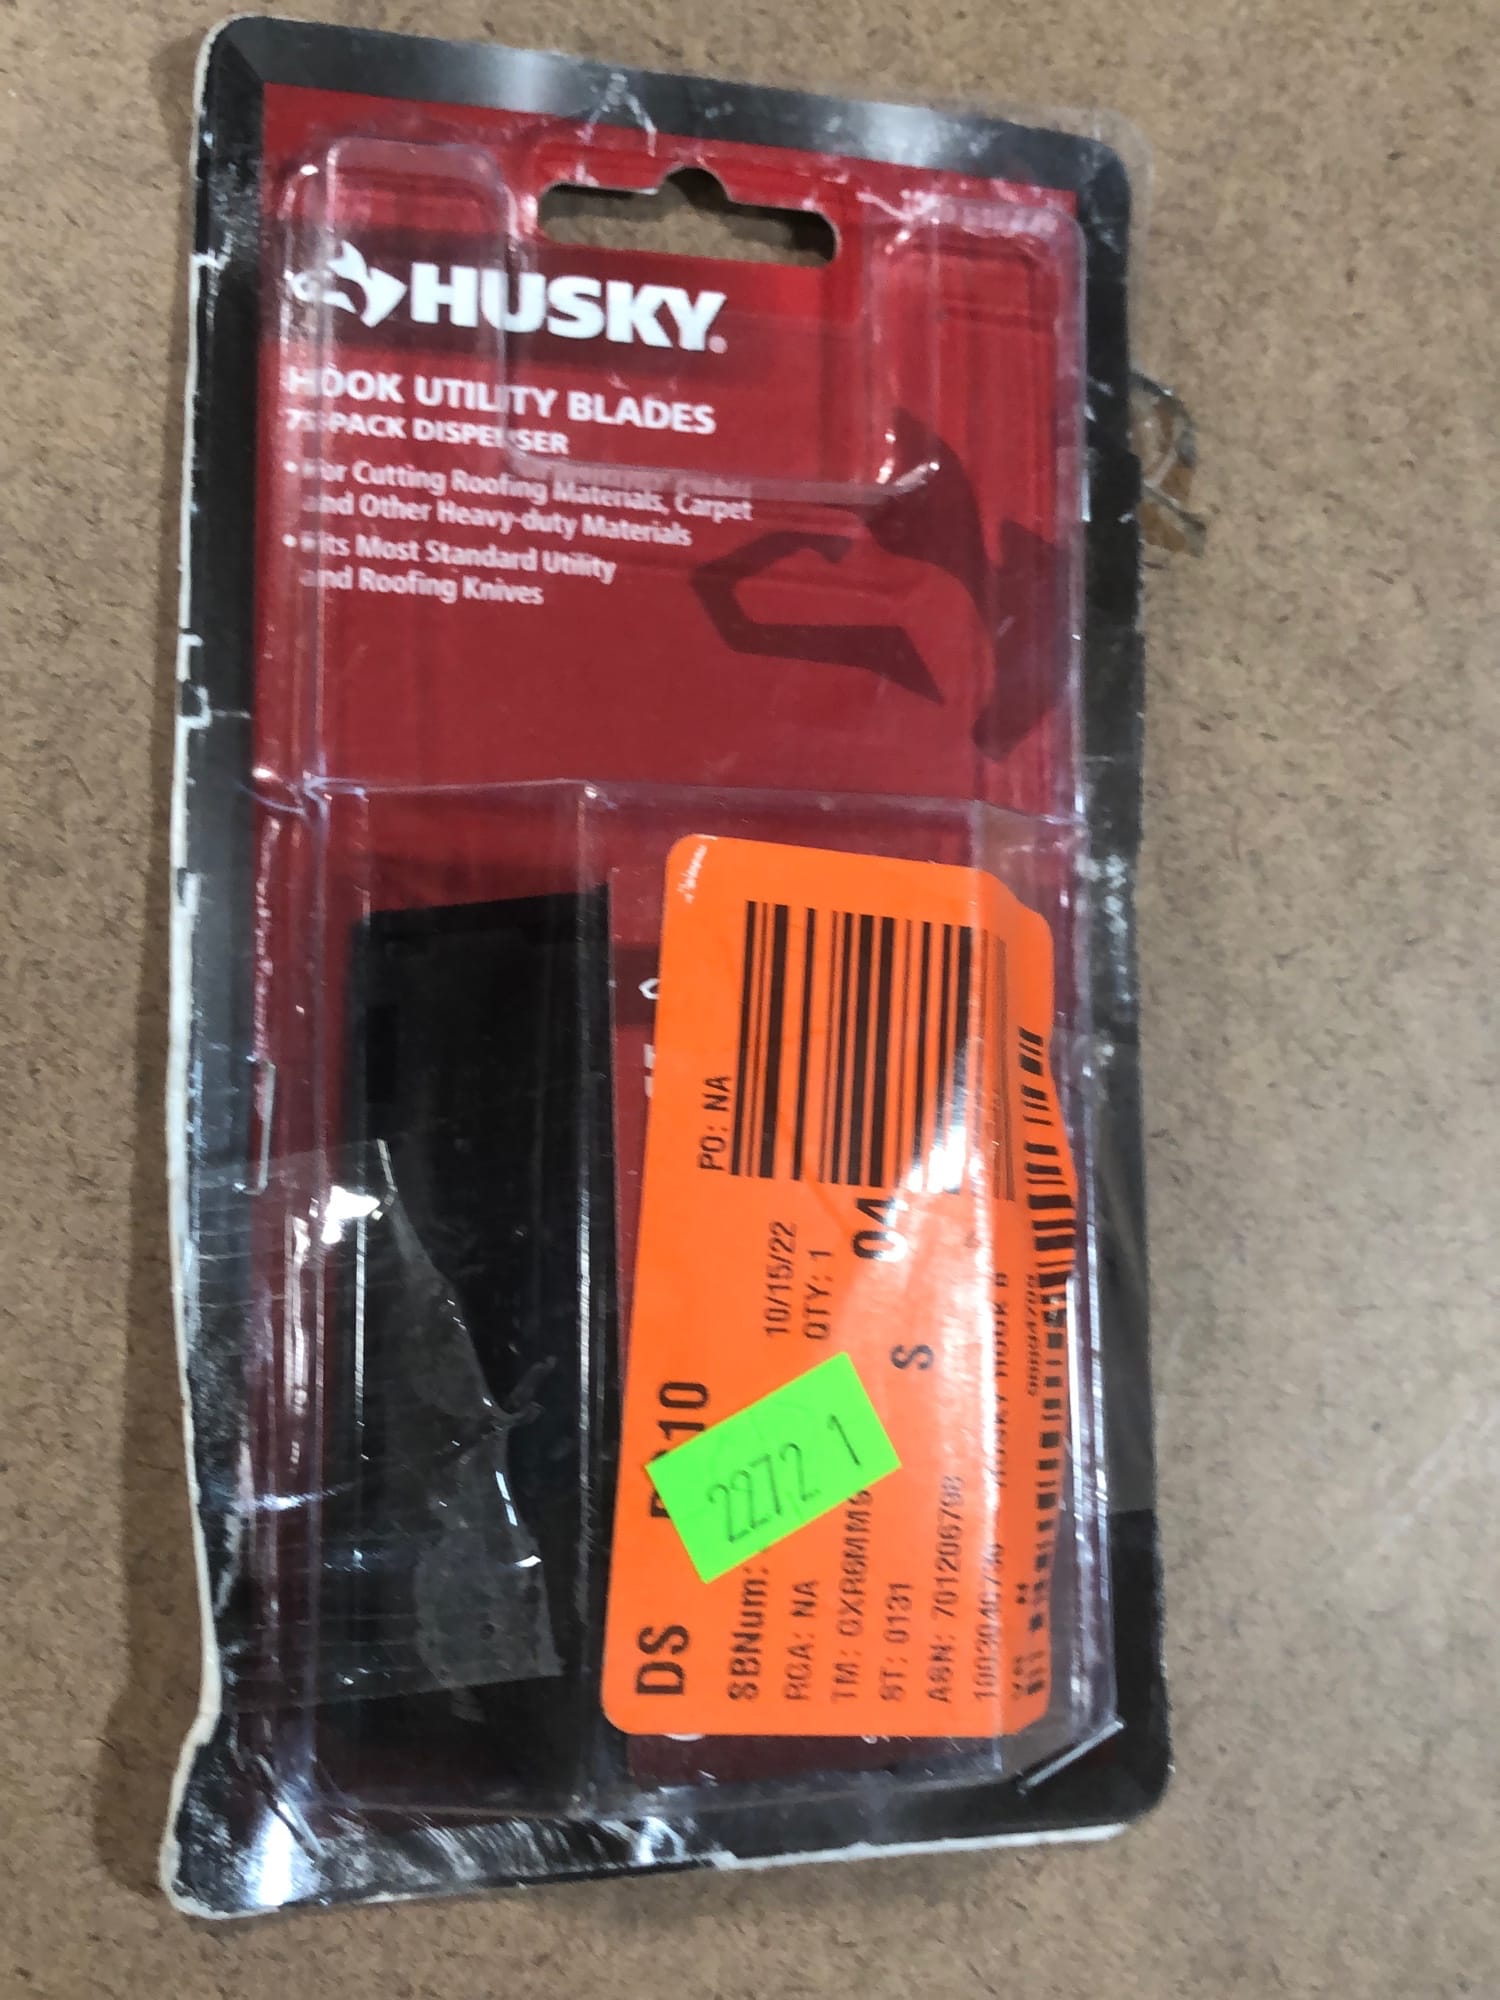 HUSKY
HOOK UTILITY BLADES
75-PACK DISPENSER
• For Cutting Roofing Materials, Carpet
and Other Heavy-duty Materials
• Fits Most Standard Utility
and Roofing Knives
PO: NA
10/15/22
QTY: 1
04
S
DS
10
2272 1
SBNum:
RGA: NA
ST: 0131
ASN: 701206798